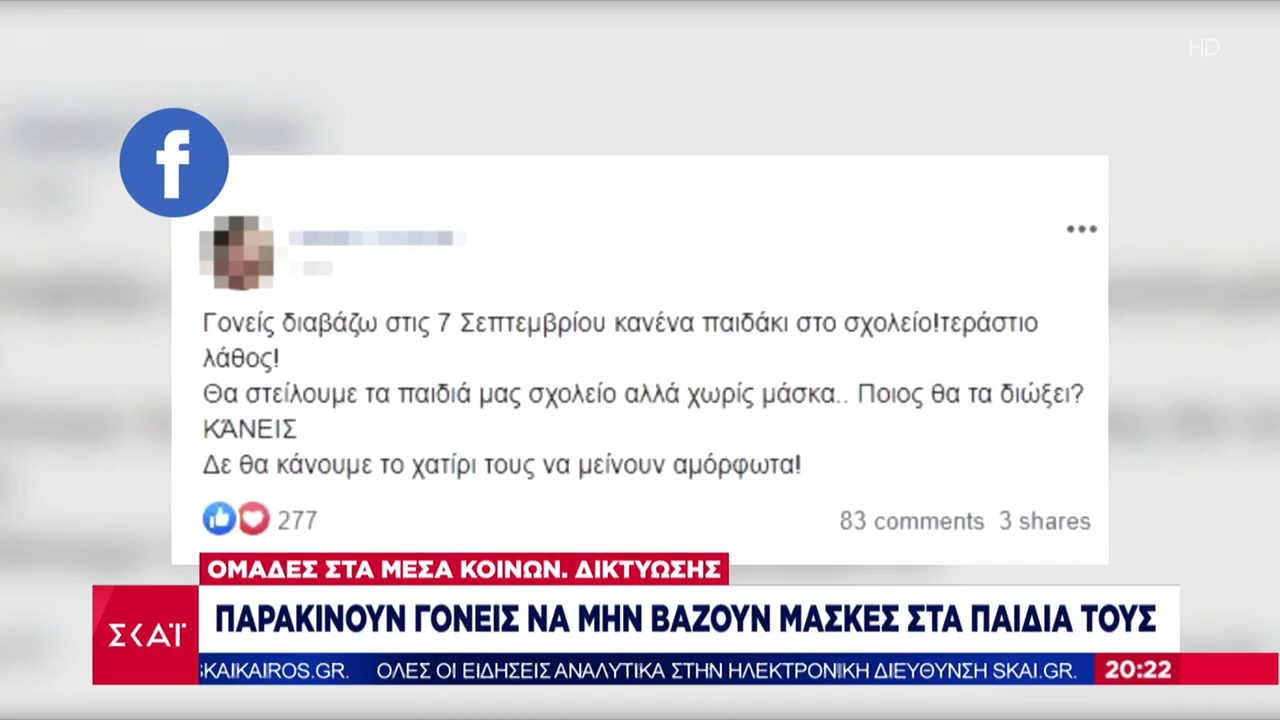 HD
f
Γονείς διαβάζω στις 7 Σεπτεμβρίου κανένα παιδάκι στο σχολείο!τεράστιο
λάθος!
Θα στείλουμε τα παιδιά μας σχολείο αλλά χωρίς μάσκα.. Ποιος θα τα διώξει?
ΚΆΝΕΙΣ
Δε θα κάνουμε το χατίρι τους να μείνουν αμόρφωτα!
277
83 comments 3 shares
ΟΜΑΔΕΣ ΣΤΑ ΜΕΣΑ ΚΟΙΝΩΝ. ΔΙΚΤΥΩΣΗΣ
ΣΚΑΪ
ΠΑΡΑΚΙΝΟΥΝ ΓΟΝΕΙΣ ΝΑ ΜΗΝ ΒΑΖΟΥΝ ΜΑΣΚΕΣ ΣΤΑ ΠΑΙΔΙΑ ΤΟΥΣ
SKAIKAIROS.GR. ΟΛΕΣ ΟΙ ΕΙΔΗΣΕΙΣ ΑΝΑΛΥΤΙΚΑ ΣΤΗΝ ΗΛΕΚΤΡΟΝΙΚΗ ΔΙΕΥΘΥΝΣΗ SKAI.GR. 20:22